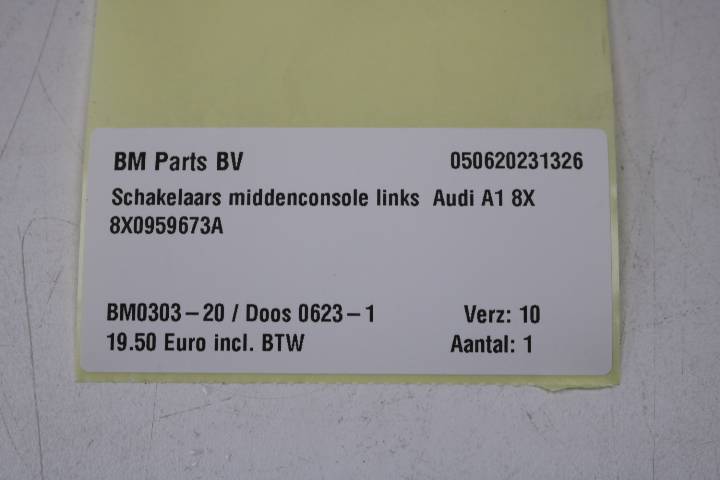 BM Parts BV 050620231326
Schakelaars middenconsole links Audi A1 8X
8X0959673A
BM0303-20 / Doos 0623-1 Verz: 10
19.50 Euro incl. BTW Aantal: 1